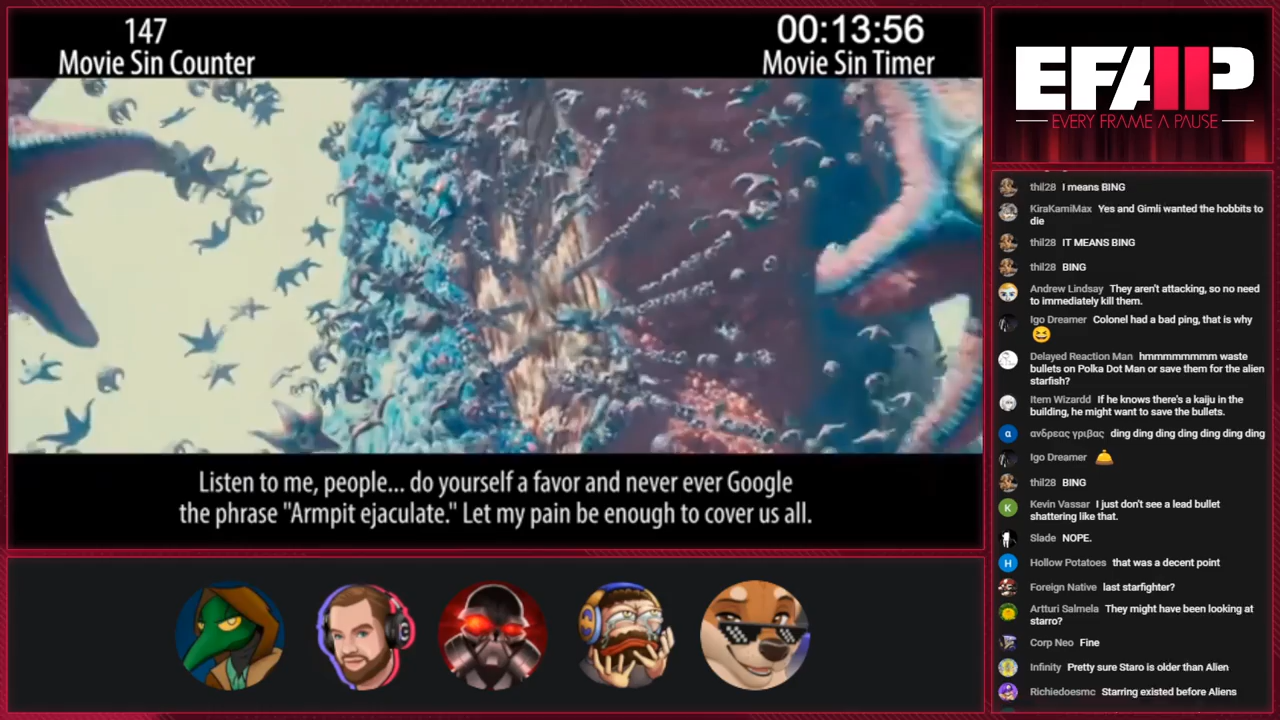 147
Movie Sin Counter
00:13:56
Movie Sin Timer
Listen to me, people... do yourself a favor and never ever Google
the phrase "Armpit ejaculate." Let my pain be enough to cover us all.
EFAP
EVERY FRAME A PAUSE
thil28 I means BING
KiraKamiMax Yes and Gimli wanted the hobbits to
die
thil28 IT MEANS BING
thil28 BING
Andrew Lindsay They aren't attacking, so no need
to immediately kill them.
Igo Dreamer Colonel had a bad ping, that is why
😆
Delayed Reaction Man hmmmmmmmm waste
bullets on Polka Dot Man or save them for the alien
starfish?
Item Wizardd If he knows there's a kaiju in the
building, he might want to save the bullets.
α
ανδρεας γριβας ding ding ding ding ding ding ding
Igo Dreamer 🛎️
thil28 BING
K
Kevin Vassar I just don't see a lead bullet
shattering like that.
Slade NOPE.
H
Hollow Potatoes that was a decent point
Foreign Native last starfighter?
Artturi Salmela They might have been looking at
starro?
Corp Neo Fine
Infinity Pretty sure Staro is older than Alien
Richiedoesmc Starring existed before Aliens